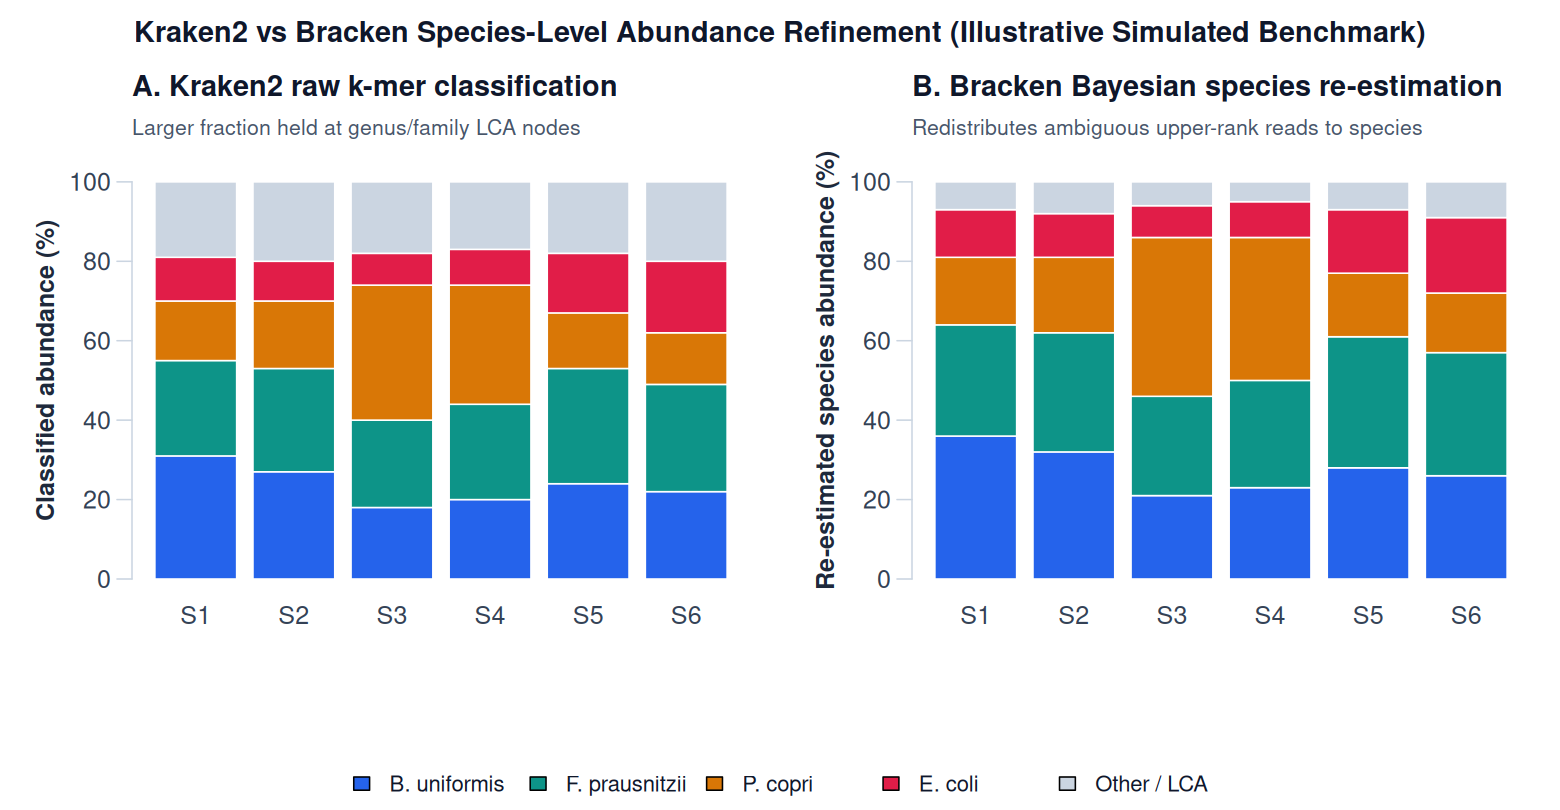 Kraken2 vs Bracken Species-Level Abundance Refinement (Illustrative Simulated Benchmark)
A. Kraken2 raw k-mer classification
Larger fraction held at genus/family LCA nodes
Classified abundance (%)
100
80
60
40
20
0
S1 S2 S3 S4 S5 S6
B. Bracken Bayesian species re-estimation
Redistributes ambiguous upper-rank reads to species
Re-estimated species abundance (%)
100
80
60
40
20
0
S1 S2 S3 S4 S5 S6
B. uniformis F. prausnitzii P. copri E. coli Other / LCA